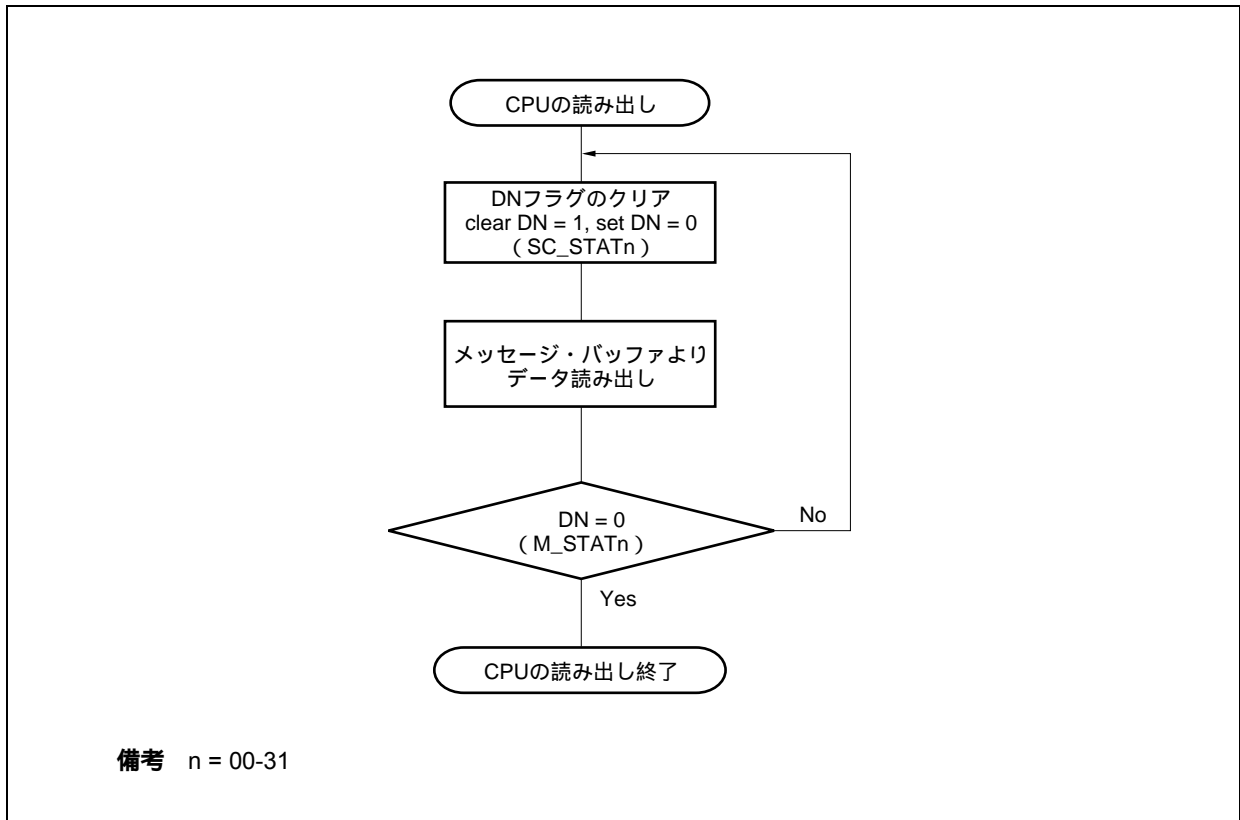 CPUの読み出し
DNフラグのクリア
clear DN = 1, set DN = 0
( SC_STATn )
メッセージ・バッファより
データ読み出し
DN = 0
( M_STATn )
No
Yes
CPUの読み出し終了
備考 n = 00-31